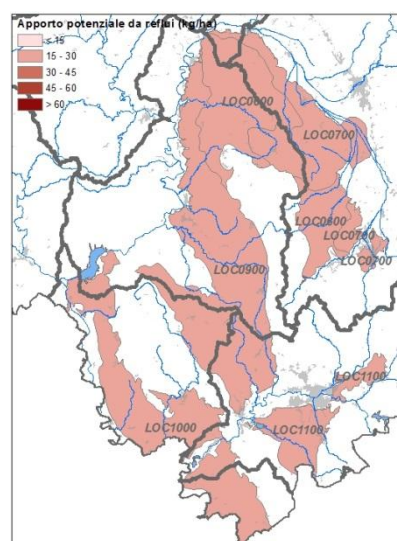 Apporto potenziale da reflui (kg/ha)
≤ 15
15 - 30
30 - 45
45 - 60
> 60
LOC0800
LOC0700
LOC0600
LOC0700
LOC0700
LOC0900
LOC1100
LOC1000
LOC1100